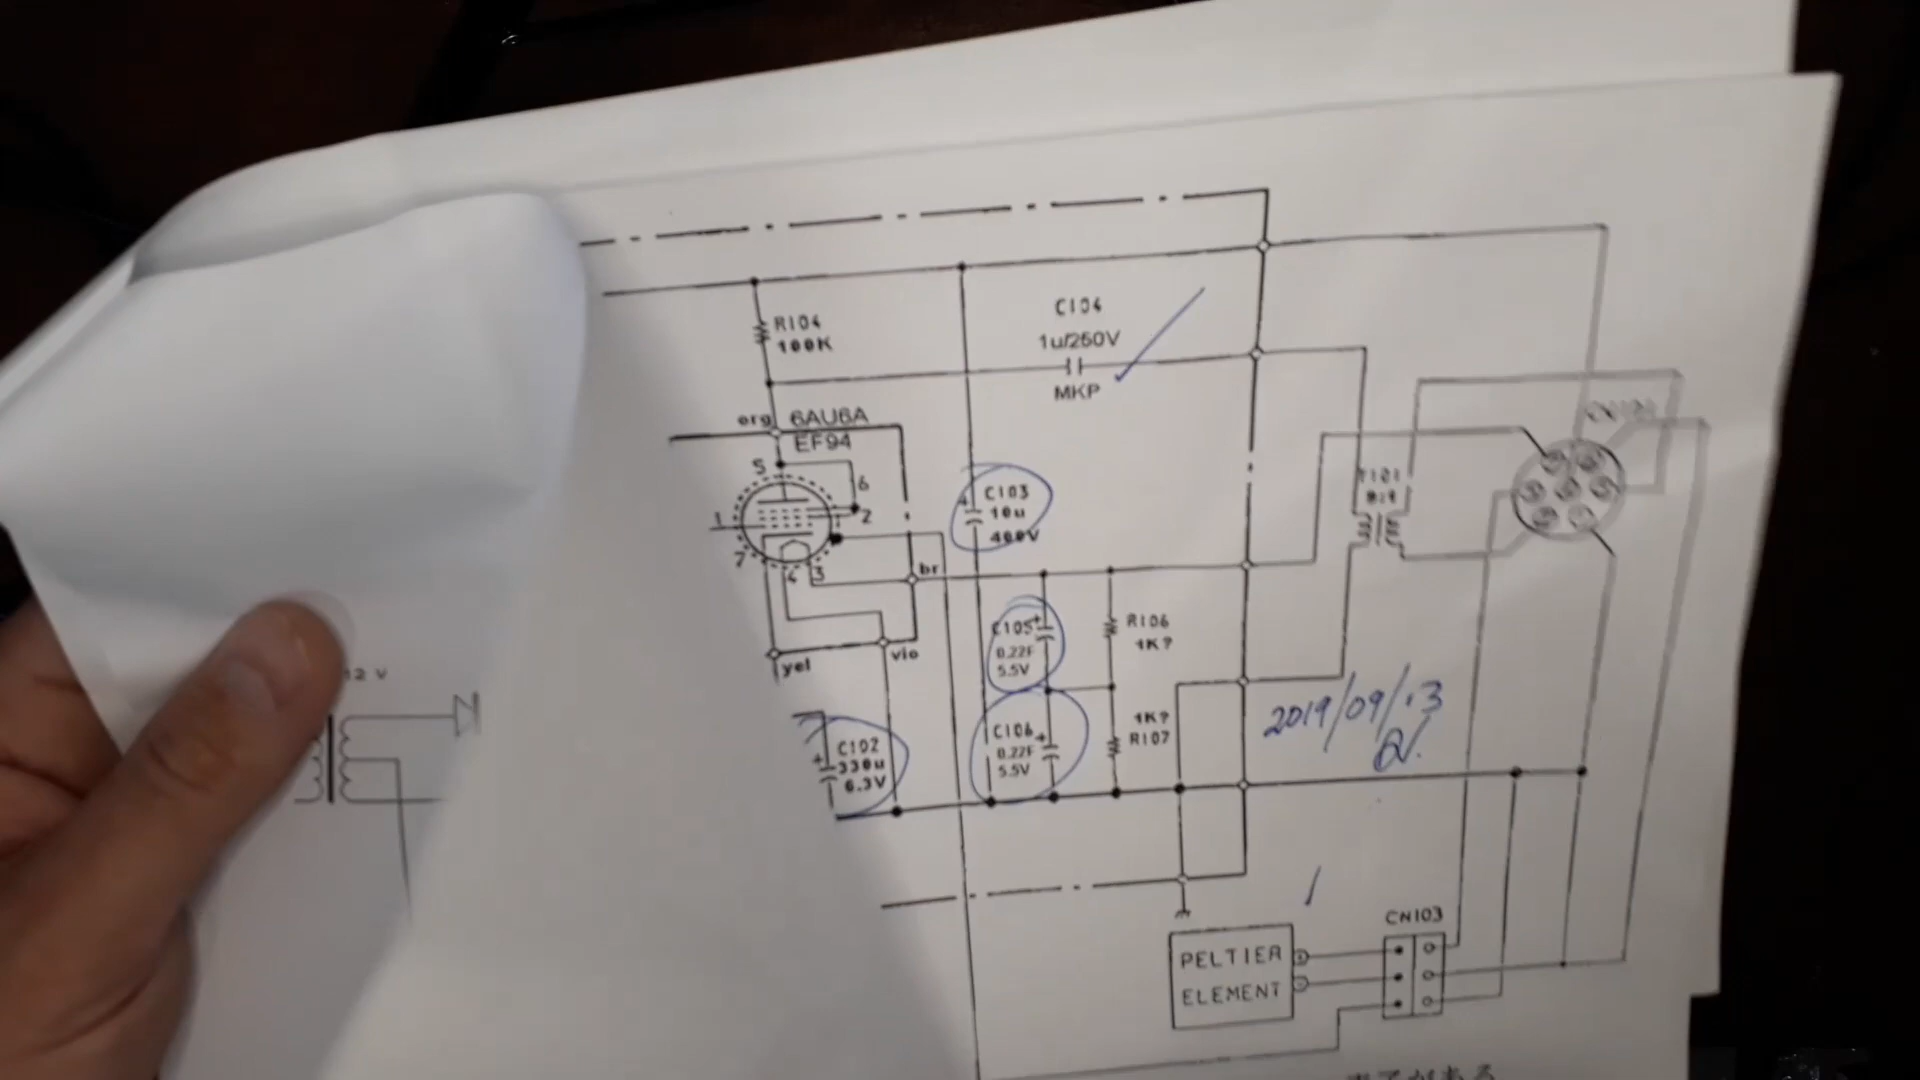 C104
1u/250V
MKP
R104
100K
org
6AU6A
EF94
5
6
1
2
7
4
3
C103
+
10u
400V
br
C105
+
0.22F
5.5V
R106
1K?
yel
vio
12 V
C102
+
330u
6.3V
C106
+
0.22F
5.5V
1K?
R107
T101
2019/09/13
CN103
PELTIER
ELEMENT